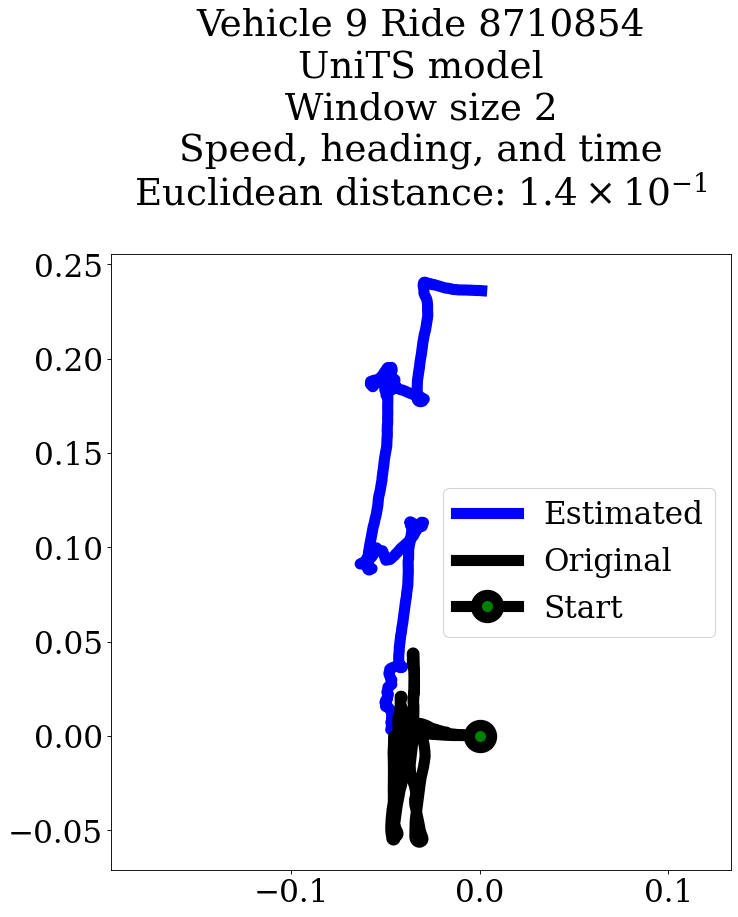 Vehicle 9 Ride 8710854
UniTS model
Window size 2
Speed, heading, and time
Euclidean distance: 1.4 × 10⁻¹
0.25
0.20
0.15
0.10
0.05
0.00
−0.05
Estimated
Original
Start
−0.1
0.0
0.1